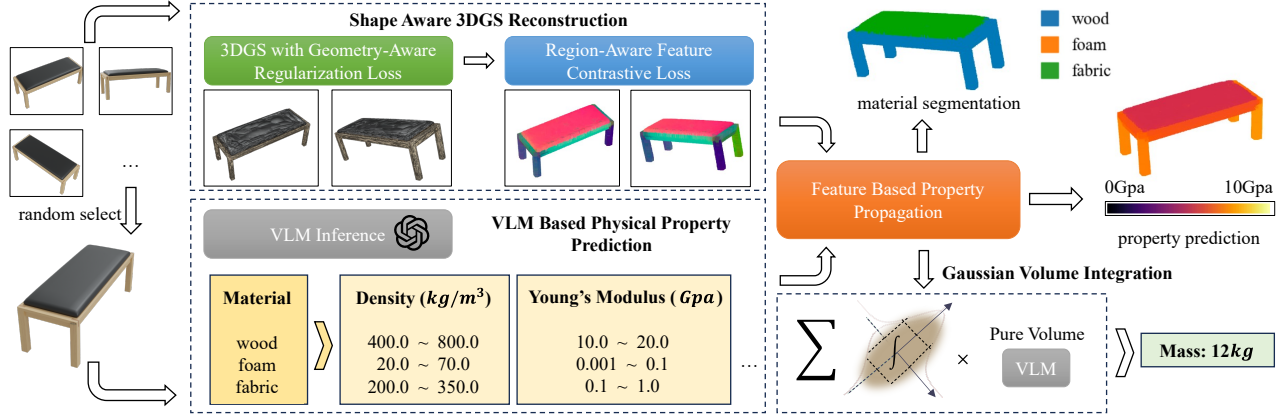 Shape Aware 3DGS Reconstruction
3DGS with Geometry-Aware
Regularization Loss
Region-Aware Feature
Contrastive Loss
...
random select
VLM Inference
VLM Based Physical Property
Prediction
Material
wood
foam
fabric
Density (kg/m³)
400.0 ~ 800.0
20.0 ~ 70.0
200.0 ~ 350.0
Young's Modulus (Gpa)
10.0 ~ 20.0
0.001 ~ 0.1
0.1 ~ 1.0
...
wood
foam
fabric
material segmentation
Feature Based Property
Propagation
0Gpa 10Gpa
property prediction
Gaussian Volume Integration
∑ ∫ × Pure Volume
VLM
Mass: 12kg